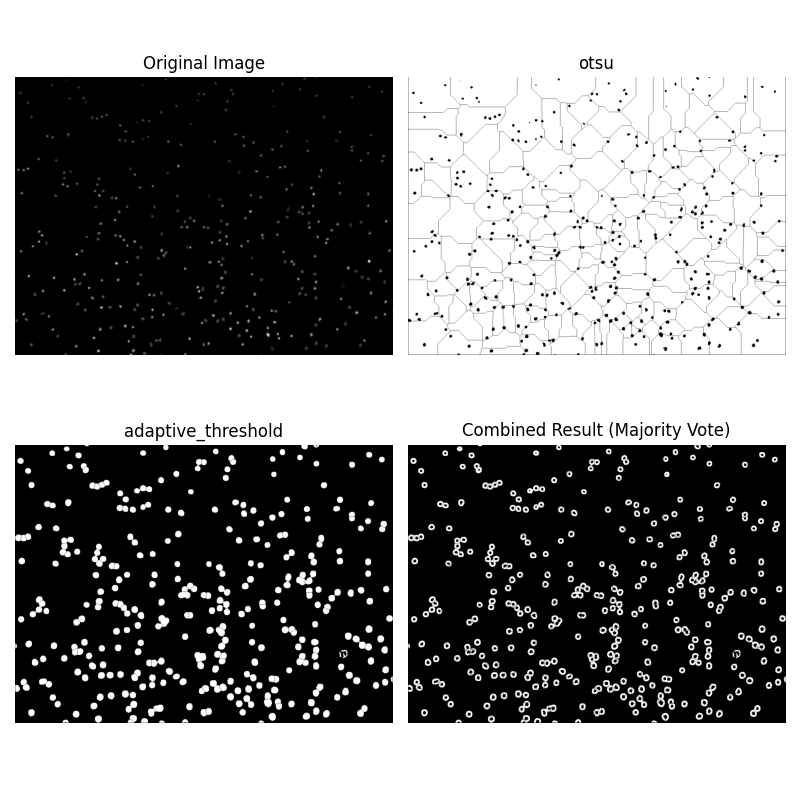 Original Image
otsu
adaptive_threshold
Combined Result (Majority Vote)